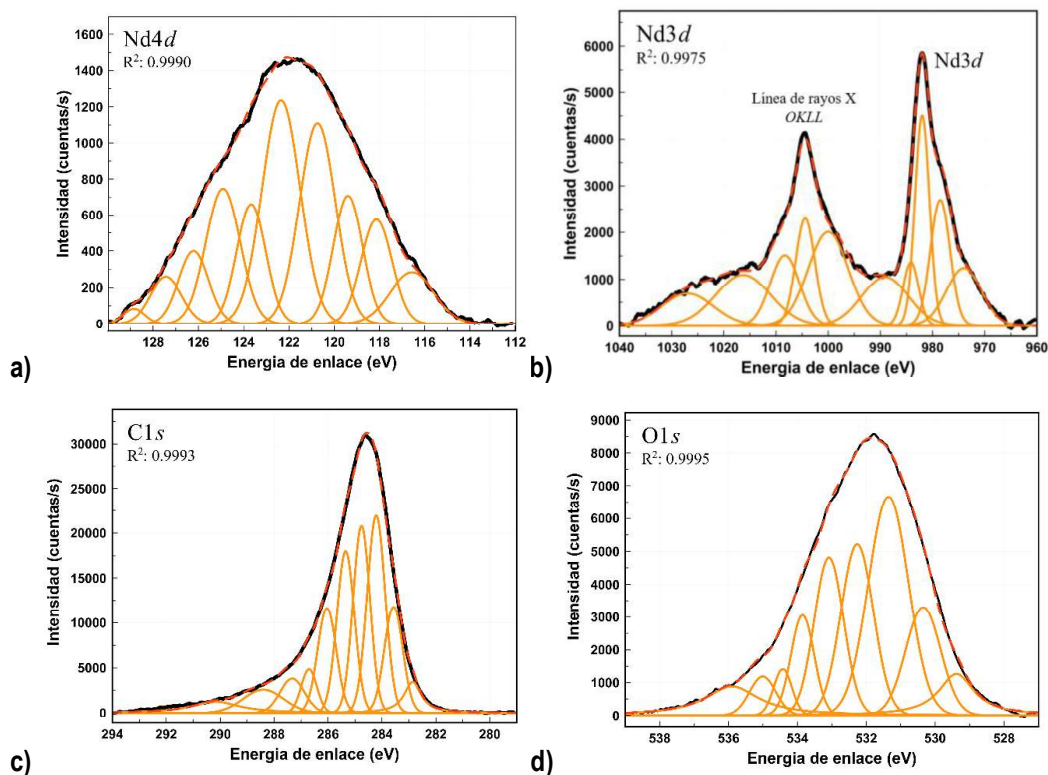 Nd4d
R²: 0.9990
Intensidad (cuentas/s)
1600
1400
1200
1000
800
600
400
200
0
128 126 124 122 120 118 116 114 112
Energia de enlace (eV)
a)
Nd3d
R²: 0.9975
Nd3d
Linea de rayos X
OKLL
Intensidad (cuentas/s)
6000
5000
4000
3000
2000
1000
0
1040 1030 1020 1010 1000 990 980 970 960
Energia de enlace (eV)
b)
C1s
R²: 0.9993
Intensidad (cuentas/s)
30000
25000
20000
15000
10000
5000
0
294 292 290 288 286 284 282 280
Energia de enlace (eV)
c)
O1s
R²: 0.9995
Intensidad (cuentas/s)
9000
8000
7000
6000
5000
4000
3000
2000
1000
0
538 536 534 532 530 528
Energia de enlace (eV)
d)